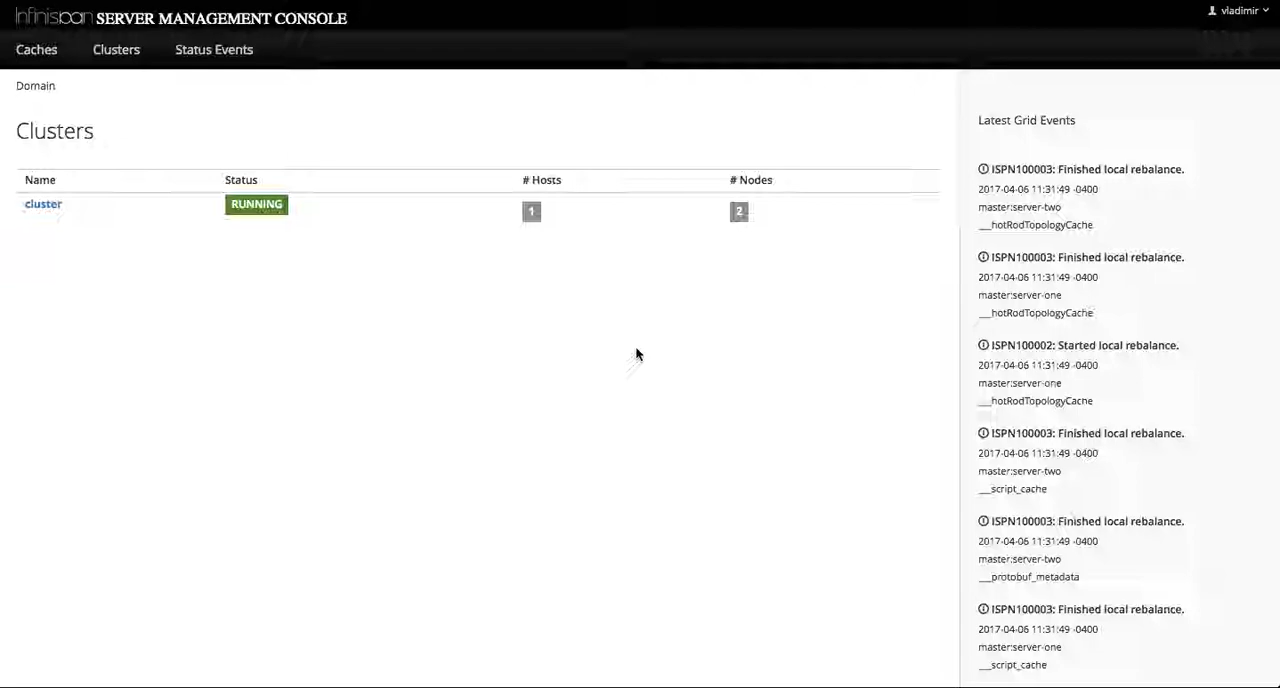 Infinispan SERVER MANAGEMENT CONSOLE
vladimir
Caches Clusters Status Events
Domain
Clusters
Name Status # Hosts # Nodes
cluster RUNNING 1 2
Latest Grid Events
ISPN100003: Finished local rebalance.
2017-04-06 11:31:49 -0400
master:server-two
___hotRodTopologyCache
ISPN100003: Finished local rebalance.
2017-04-06 11:31:49 -0400
master:server-one
___hotRodTopologyCache
ISPN100002: Started local rebalance.
2017-04-06 11:31:49 -0400
master:server-one
___hotRodTopologyCache
ISPN100003: Finished local rebalance.
2017-04-06 11:31:49 -0400
master:server-two
___script_cache
ISPN100003: Finished local rebalance.
2017-04-06 11:31:49 -0400
master:server-two
___protobuf_metadata
ISPN100003: Finished local rebalance.
2017-04-06 11:31:49 -0400
master:server-one
___script_cache